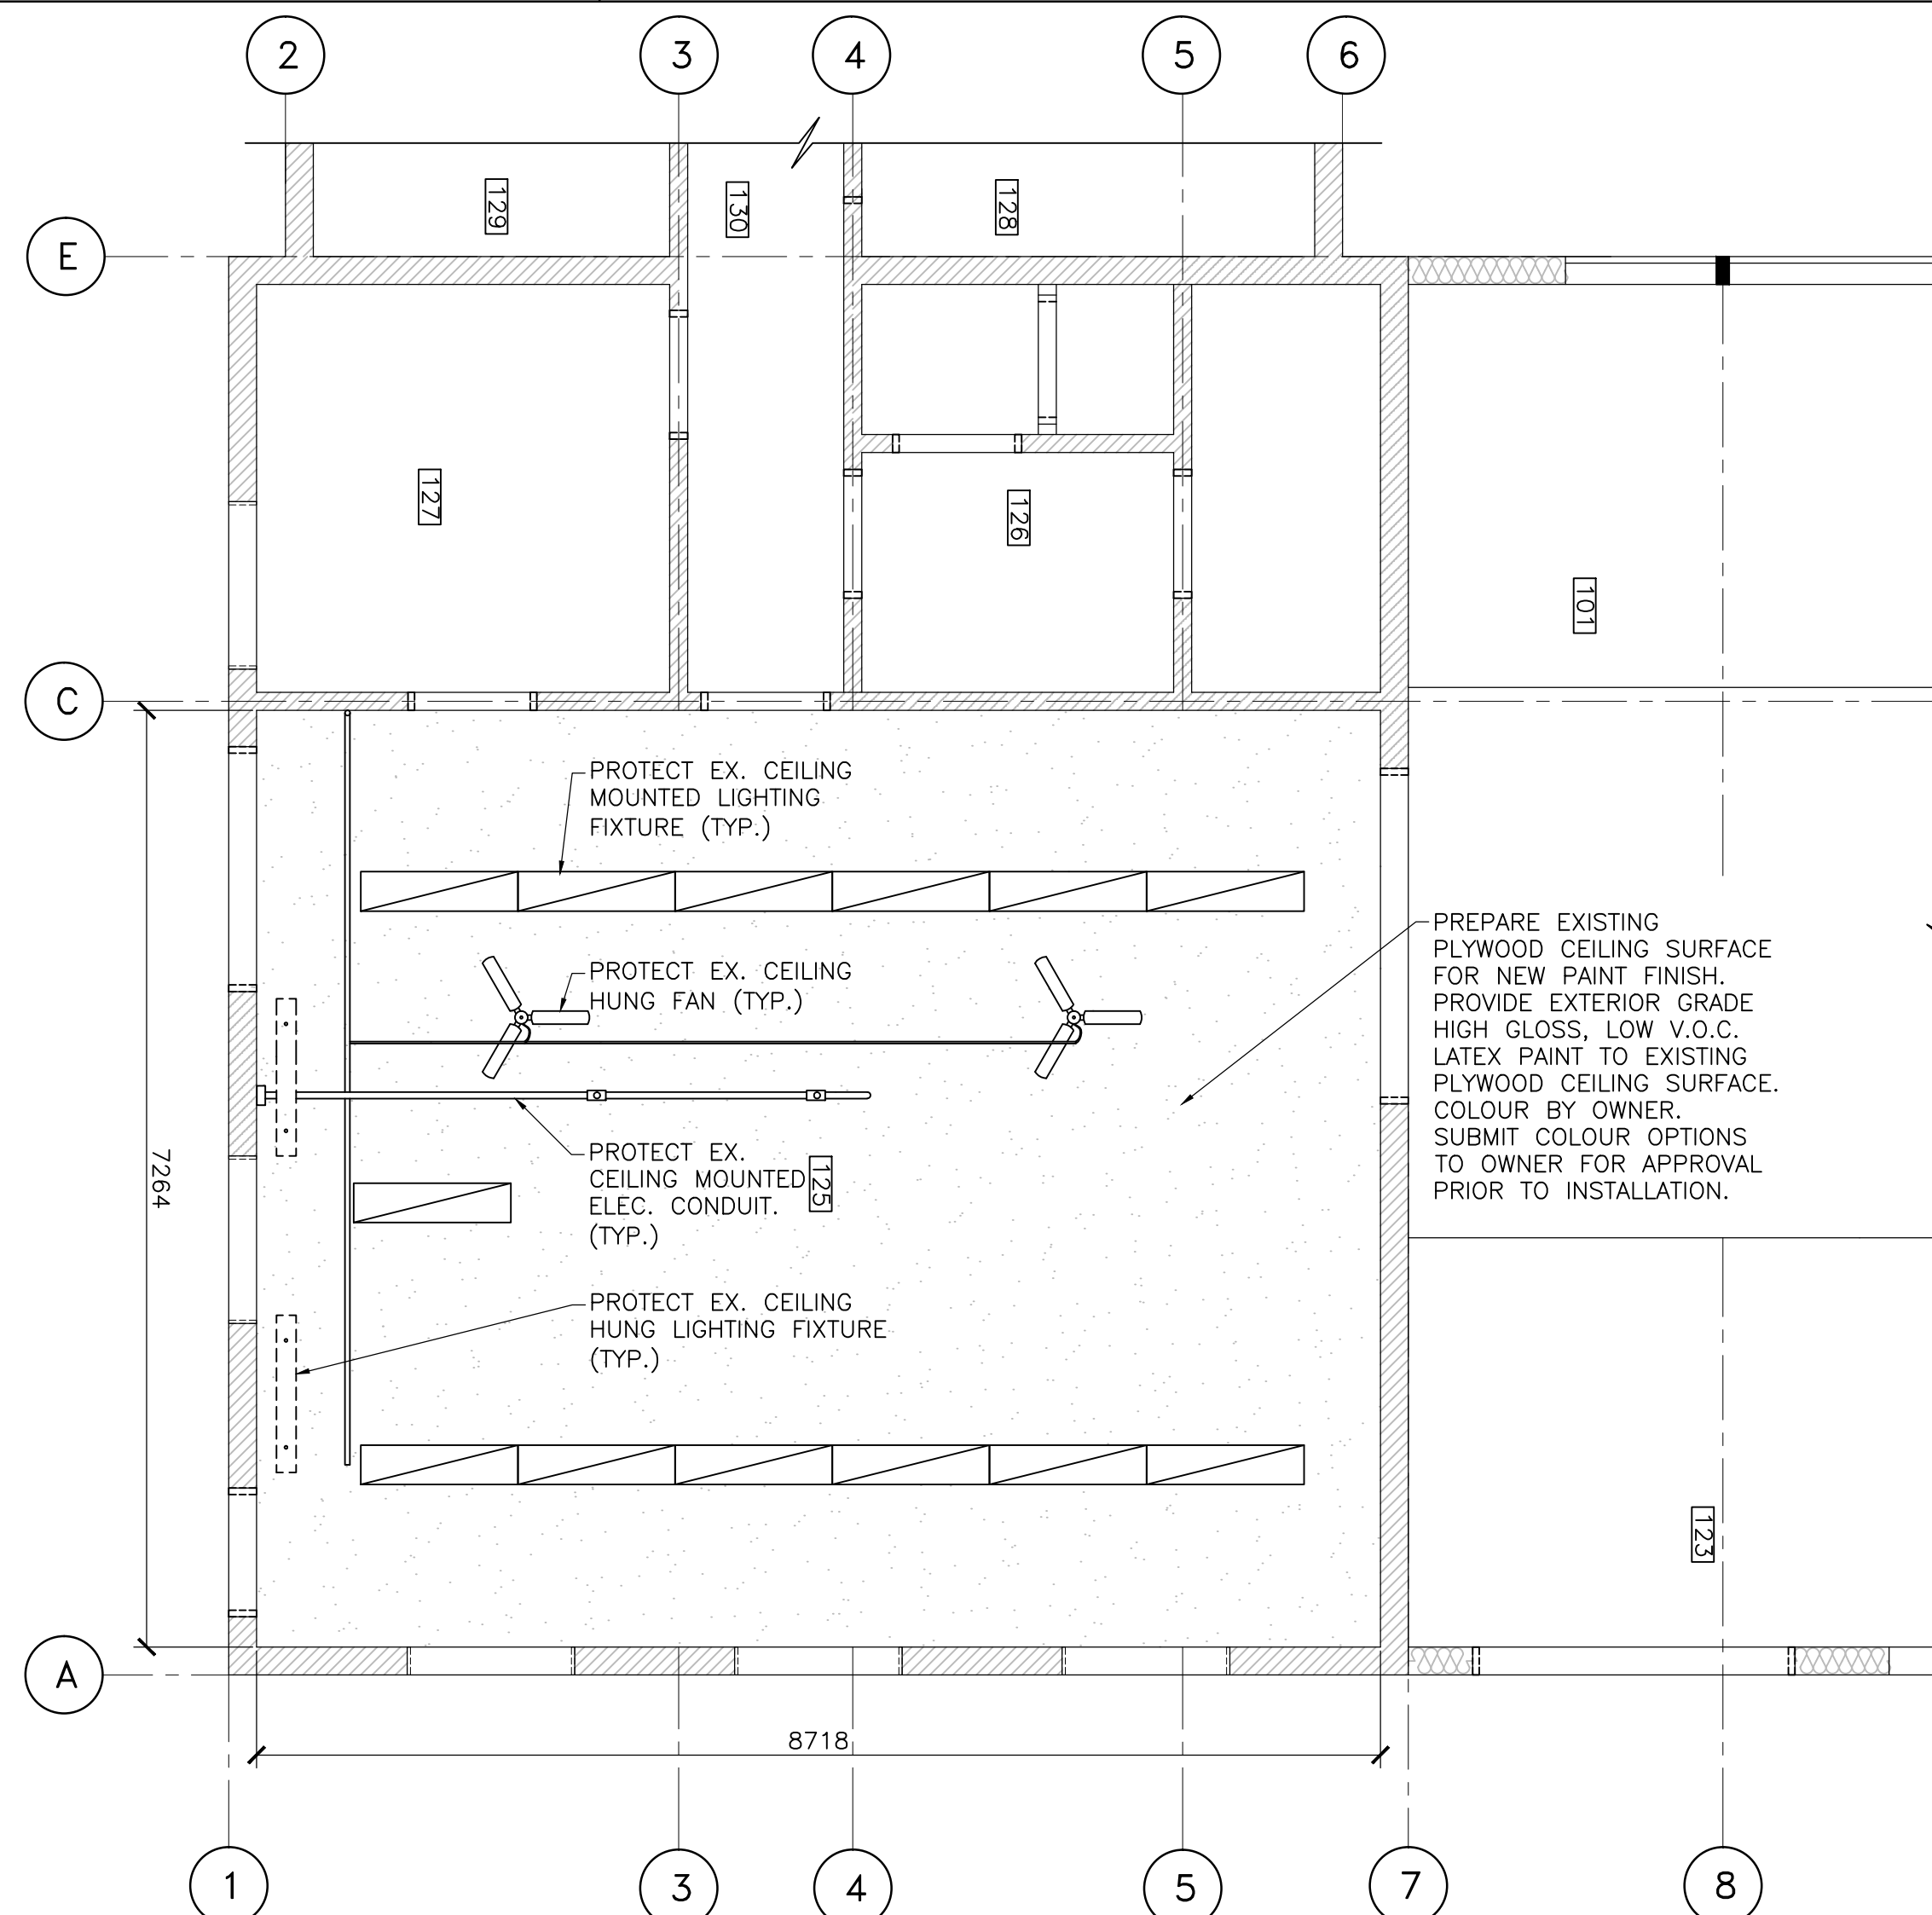 2
3
4
5
6
129
130
128
E
127
126
101
C
PROTECT EX. CEILING
MOUNTED LIGHTING
FIXTURE (TYP.)
PROTECT EX. CEILING
HUNG FAN (TYP.)
PREPARE EXISTING
PLYWOOD CEILING SURFACE
FOR NEW PAINT FINISH.
PROVIDE EXTERIOR GRADE
HIGH GLOSS, LOW V.O.C.
LATEX PAINT TO EXISTING
PLYWOOD CEILING SURFACE.
COLOUR BY OWNER.
SUBMIT COLOUR OPTIONS
TO OWNER FOR APPROVAL
PRIOR TO INSTALLATION.
PROTECT EX.
CEILING MOUNTED
ELEC. CONDUIT.
(TYP.)
125
7264
PROTECT EX. CEILING
HUNG LIGHTING FIXTURE
(TYP.)
123
A
8718
1
3
4
5
7
8